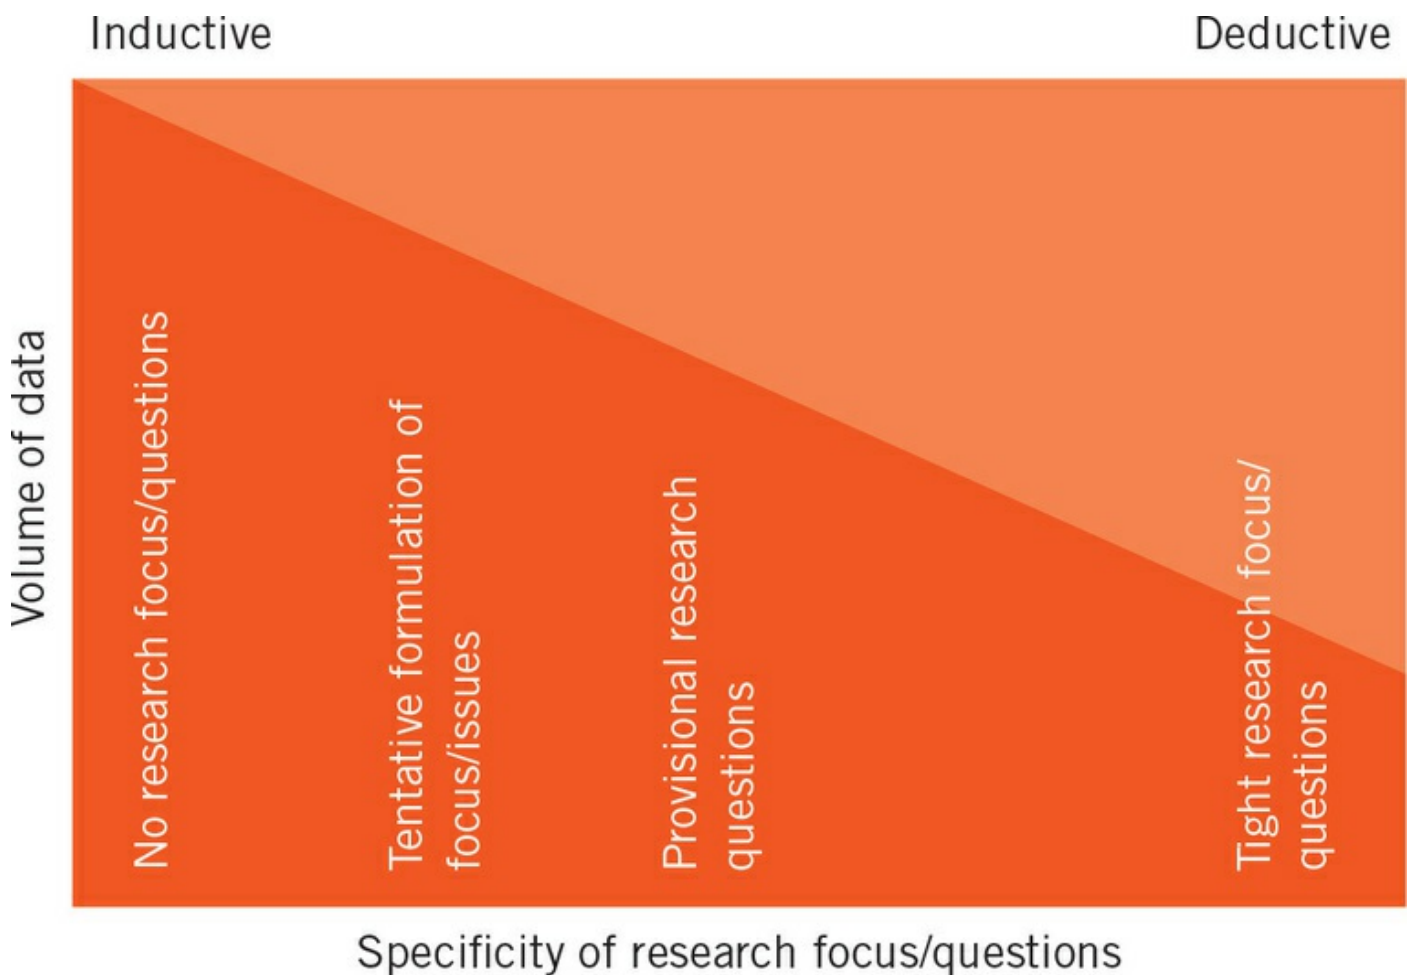 Inductive
Deductive
Volume of data
No research focus/questions
Tentative formulation of
focus/issues
Provisional research
questions
Tight research focus/
questions
Specificity of research focus/questions